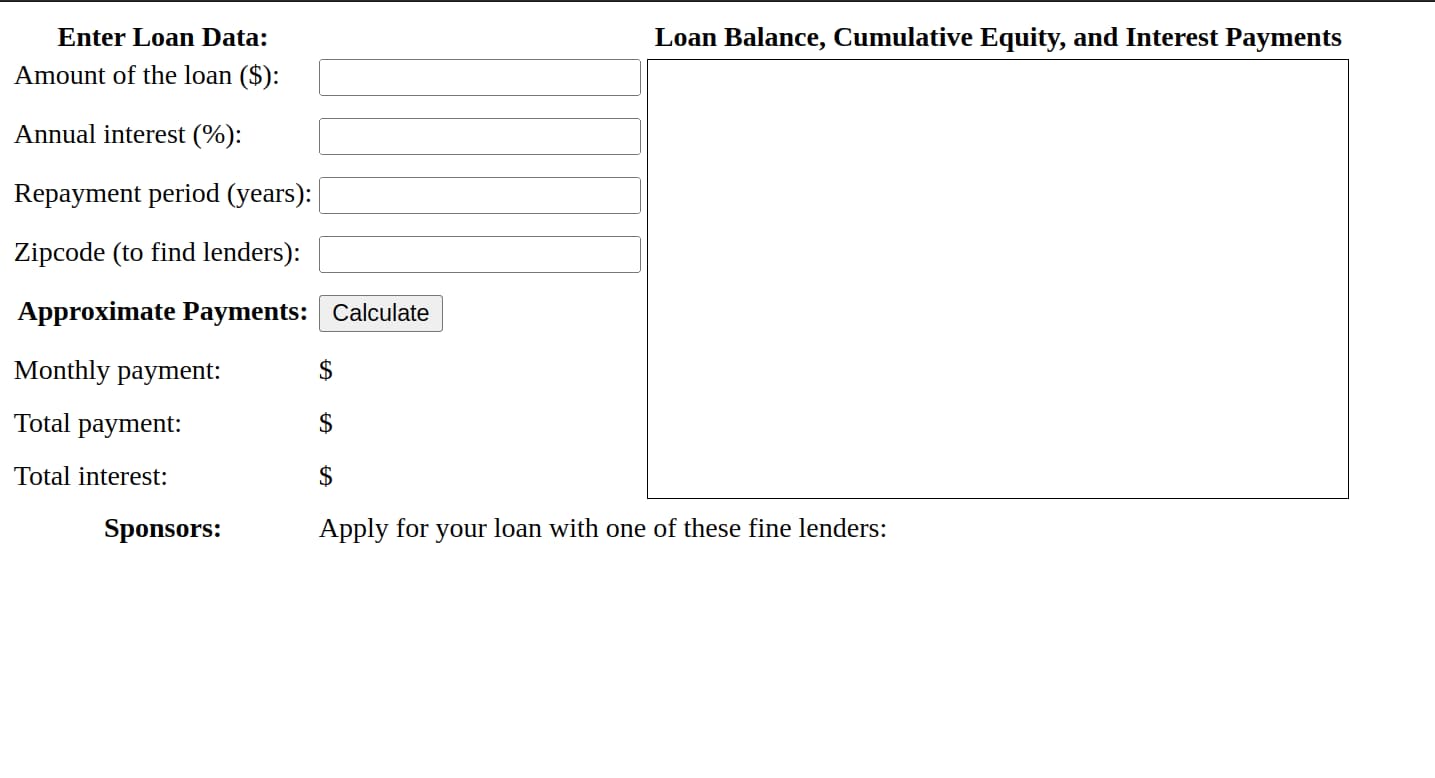 Enter Loan Data:
Loan Balance, Cumulative Equity, and Interest Payments
Amount of the loan ($):
Annual interest (%):
Repayment period (years):
Zipcode (to find lenders):
Approximate Payments: Calculate
Monthly payment: $
Total payment: $
Total interest: $
Sponsors: Apply for your loan with one of these fine lenders: